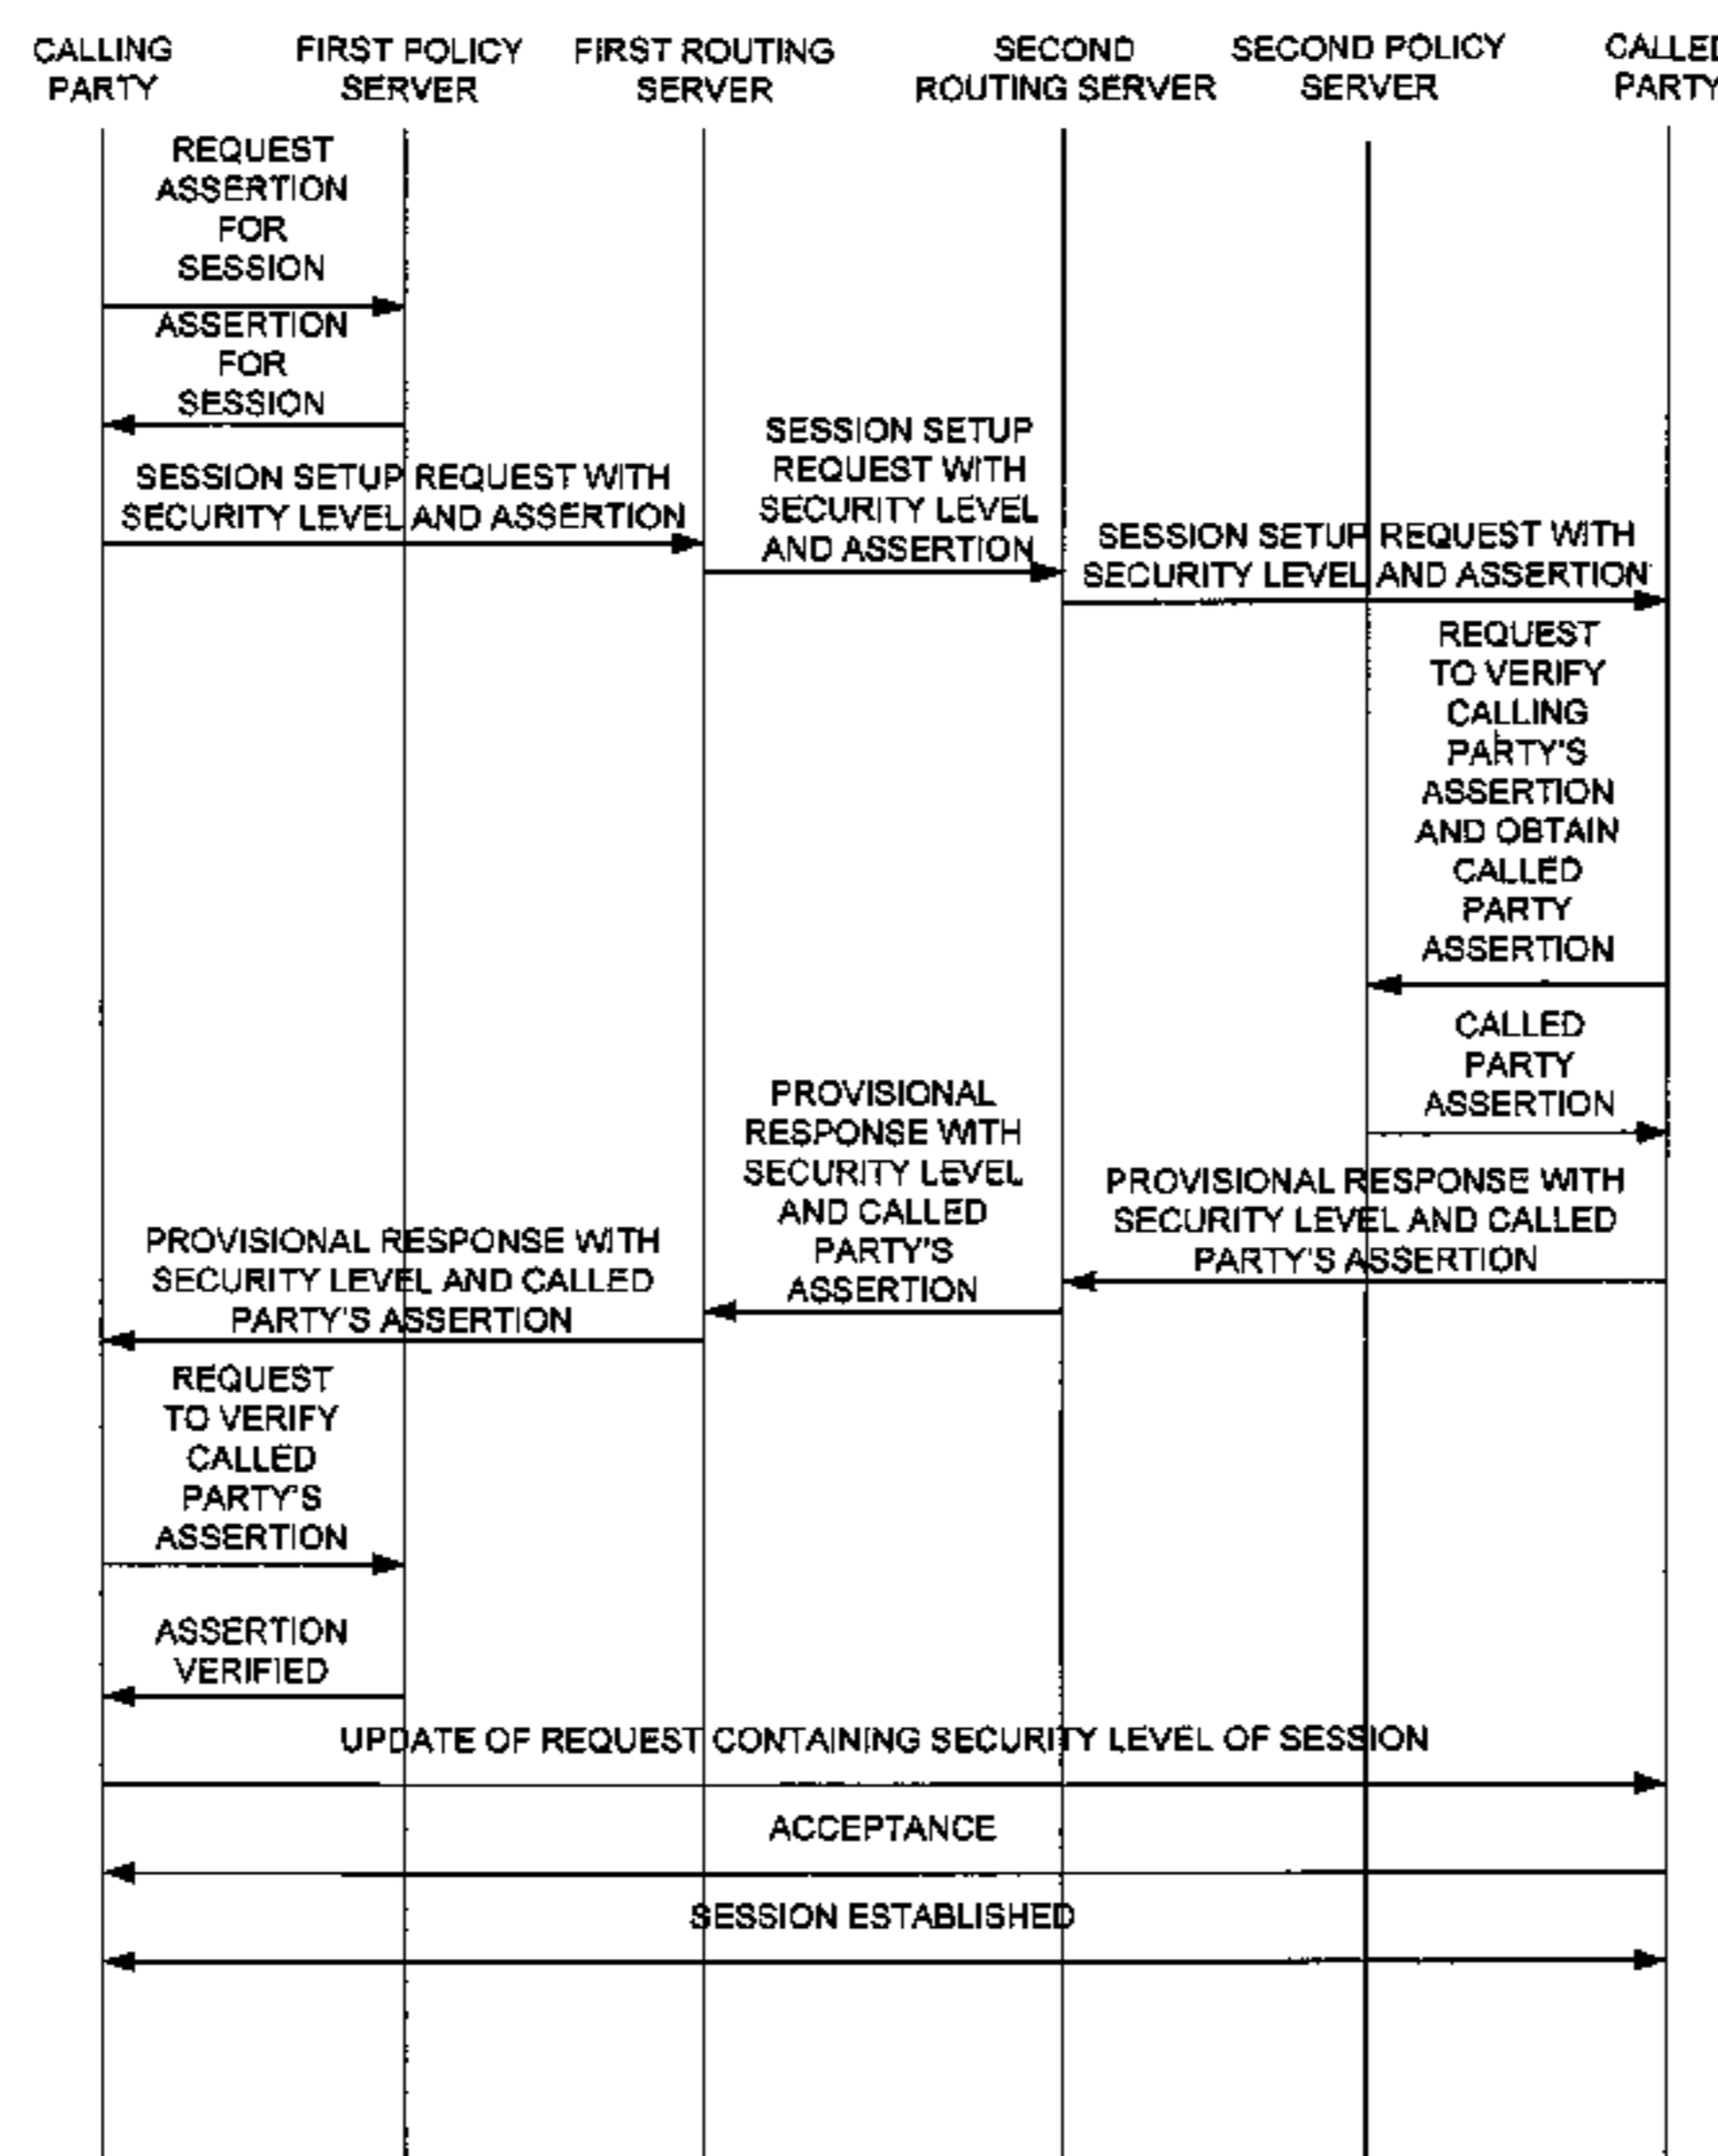 CALLING
PARTY
FIRST POLICY
SERVER
FIRST ROUTING
SERVER
SECOND
ROUTING SERVER
SECOND POLICY
SERVER
CALLED
PARTY
REQUEST
ASSERTION
FOR
SESSION
ASSERTION
FOR
SESSION
SESSION SETUP REQUEST WITH
SECURITY LEVEL AND ASSERTION
SESSION SETUP
REQUEST WITH
SECURITY LEVEL
AND ASSERTION
SESSION SETUP REQUEST WITH
SECURITY LEVEL AND ASSERTION
REQUEST
TO VERIFY
CALLING
PARTY'S
ASSERTION
AND OBTAIN
CALLED
PARTY
ASSERTION
CALLED
PARTY
ASSERTION
PROVISIONAL RESPONSE WITH
SECURITY LEVEL AND CALLED
PARTY'S ASSERTION
PROVISIONAL
RESPONSE WITH
SECURITY LEVEL
AND CALLED
PARTY'S
ASSERTION
PROVISIONAL RESPONSE WITH
SECURITY LEVEL AND CALLED
PARTY'S ASSERTION
REQUEST
TO VERIFY
CALLED
PARTY'S
ASSERTION
ASSERTION
VERIFIED
UPDATE OF REQUEST CONTAINING SECURITY LEVEL OF SESSION
ACCEPTANCE
SESSION ESTABLISHED